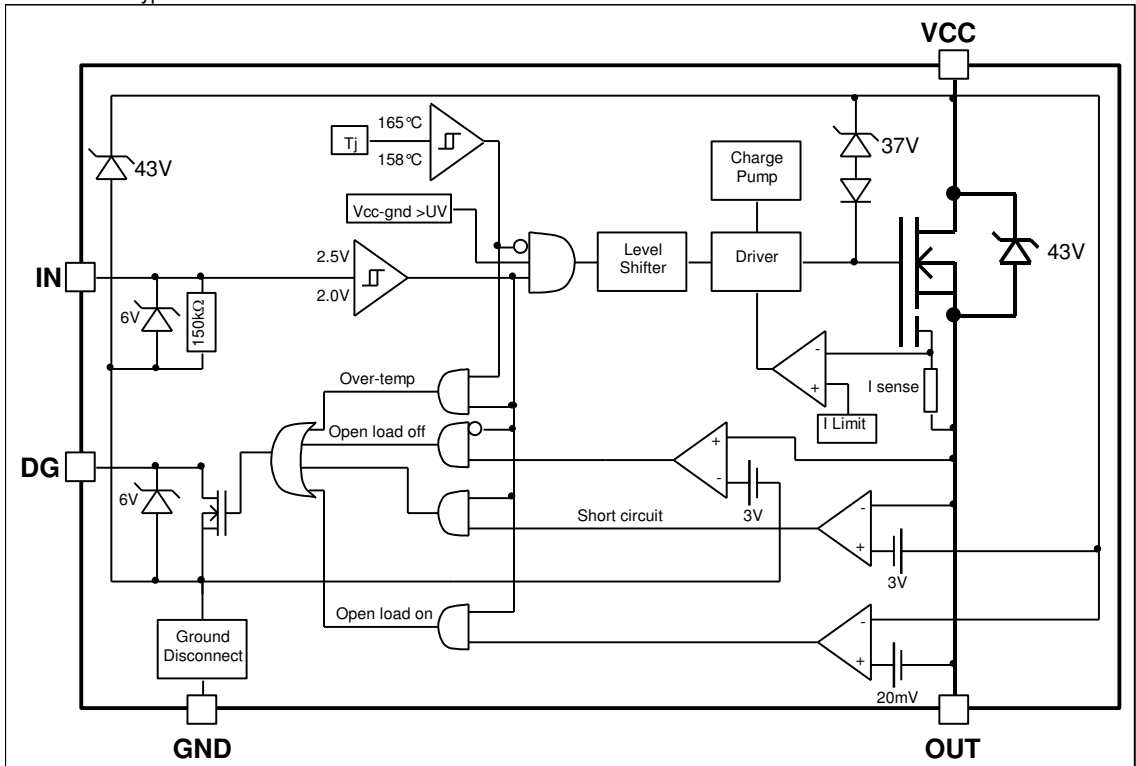 VCC
43V
165°C
Tj
158°C
Charge
Pump
37V
Vcc-gnd >UV
Level
Shifter
Driver
43V
IN
2.5V
2.0V
6V
150kΩ
-
+
I sense
I Limit
Over-temp
Open load off
DG
6V
+
-
3V
Short circuit
-
+
3V
Open load on
Ground
Disconnect
-
+
20mV
GND
OUT